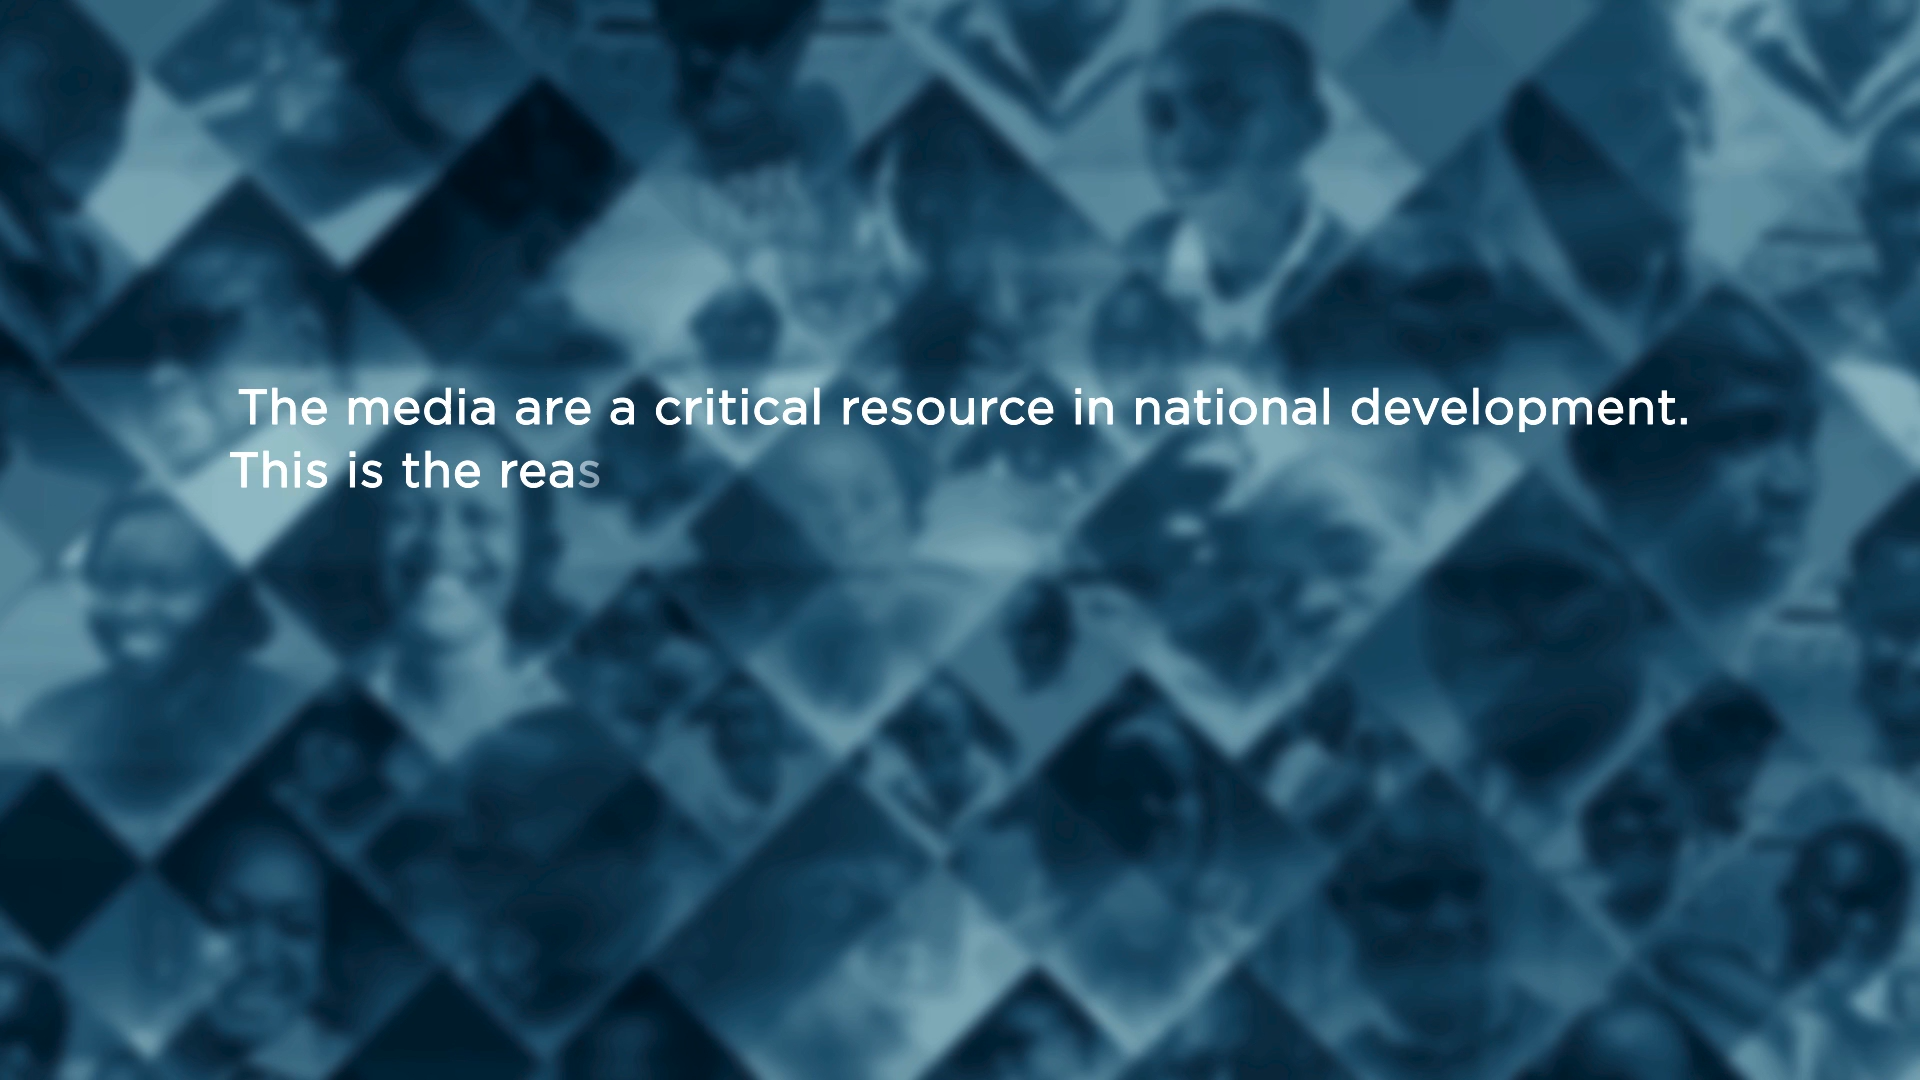 The media are a critical resource in national development.
This is the reas